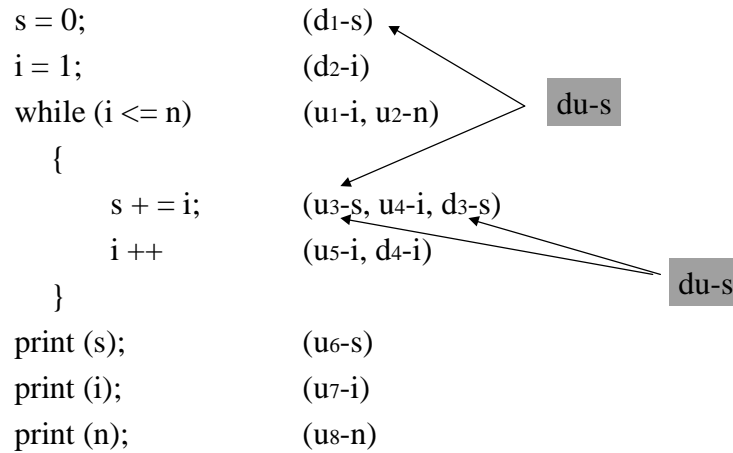 s = 0; (d1-s)
i = 1; (d2-i)
while (i <= n) (u1-i, u2-n) du-s
{
s + = i; (u3-s, u4-i, d3-s)
i ++ (u5-i, d4-i)
du-s
}
print (s); (u6-s)
print (i); (u7-i)
print (n); (u8-n)